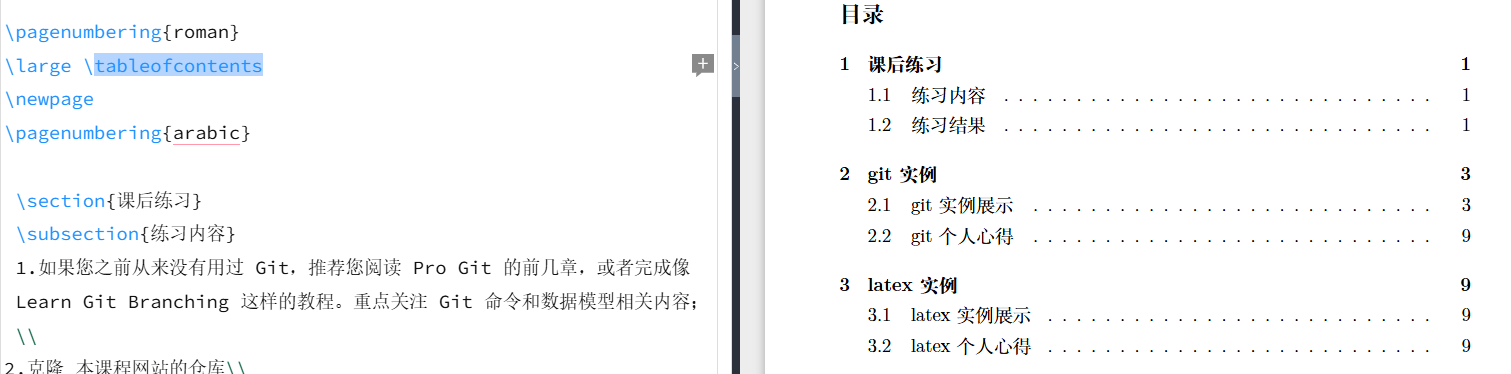 \pagenumbering{roman}
\large \tableofcontents
\newpage
\pagenumbering{arabic}
\section{课后练习}
\subsection{练习内容}
1.如果您之前从来没有用过 Git，推荐您阅读 Pro Git 的前几章，或者完成像
Learn Git Branching 这样的教程。重点关注 Git 命令和数据模型相关内容；
\\
2.克隆 本课程网站的仓库\\
目录
1 课后练习 1
1.1 练习内容 . . . . . . . . . . . . . . . . . . . . . . . . . . . . . . 1
1.2 练习结果 . . . . . . . . . . . . . . . . . . . . . . . . . . . . . . 1
2 git 实例 3
2.1 git 实例展示 . . . . . . . . . . . . . . . . . . . . . . . . . . . . 3
2.2 git 个人心得 . . . . . . . . . . . . . . . . . . . . . . . . . . . . 9
3 latex 实例 9
3.1 latex 实例展示 . . . . . . . . . . . . . . . . . . . . . . . . . . . 9
3.2 latex 个人心得 . . . . . . . . . . . . . . . . . . . . . . . . . . . 9